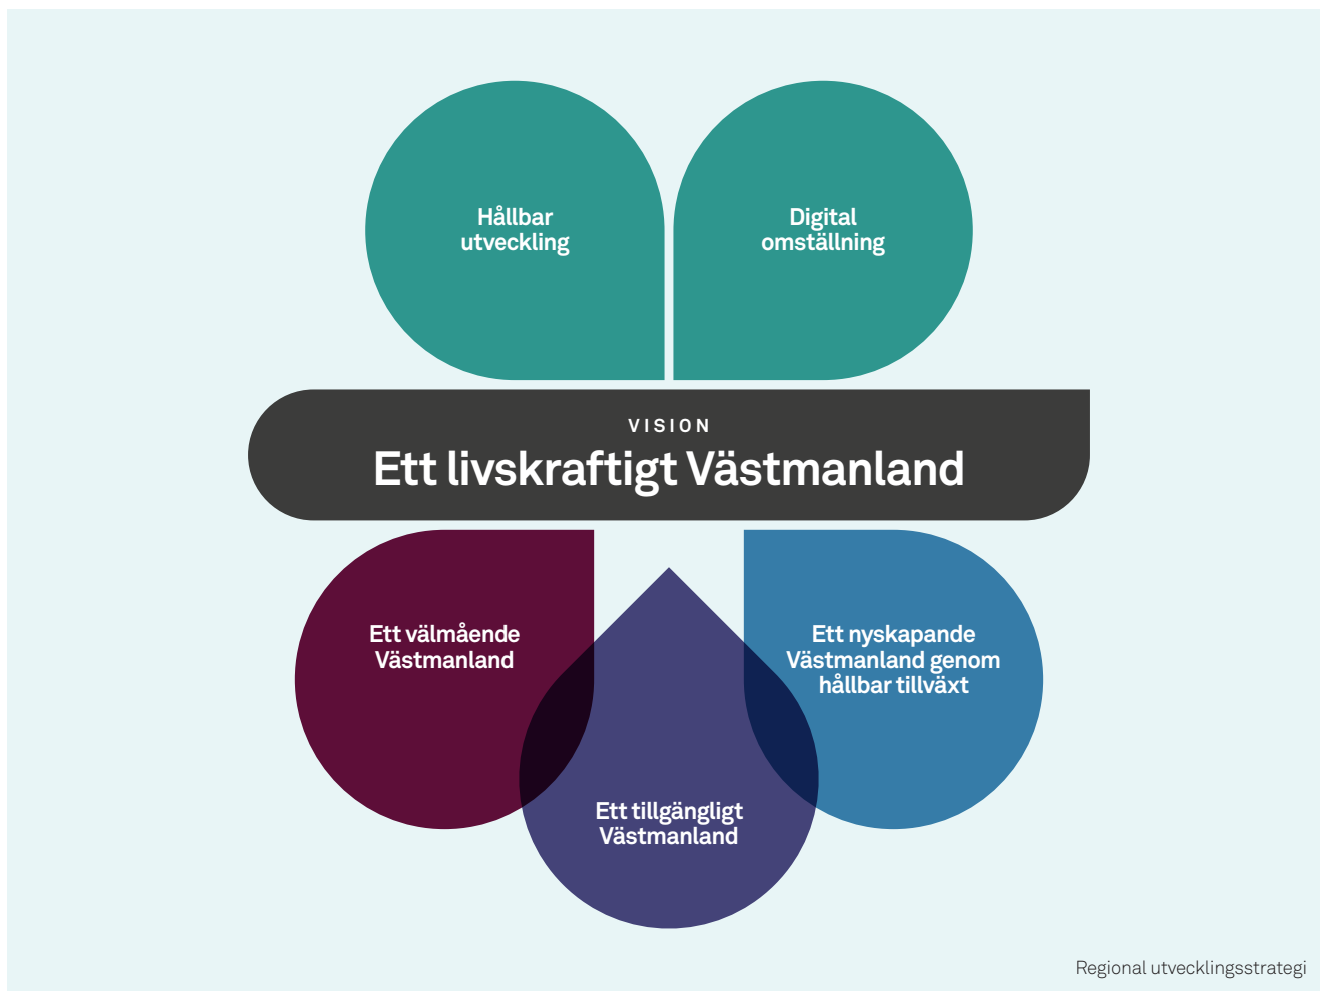 Hållbar
utveckling
Digital
omställning
VISION
Ett livskraftigt Västmanland
Ett välmående
Västmanland
Ett nyskapande
Västmanland genom
hållbar tillväxt
Ett tillgängligt
Västmanland
Regional utvecklingsstrategi